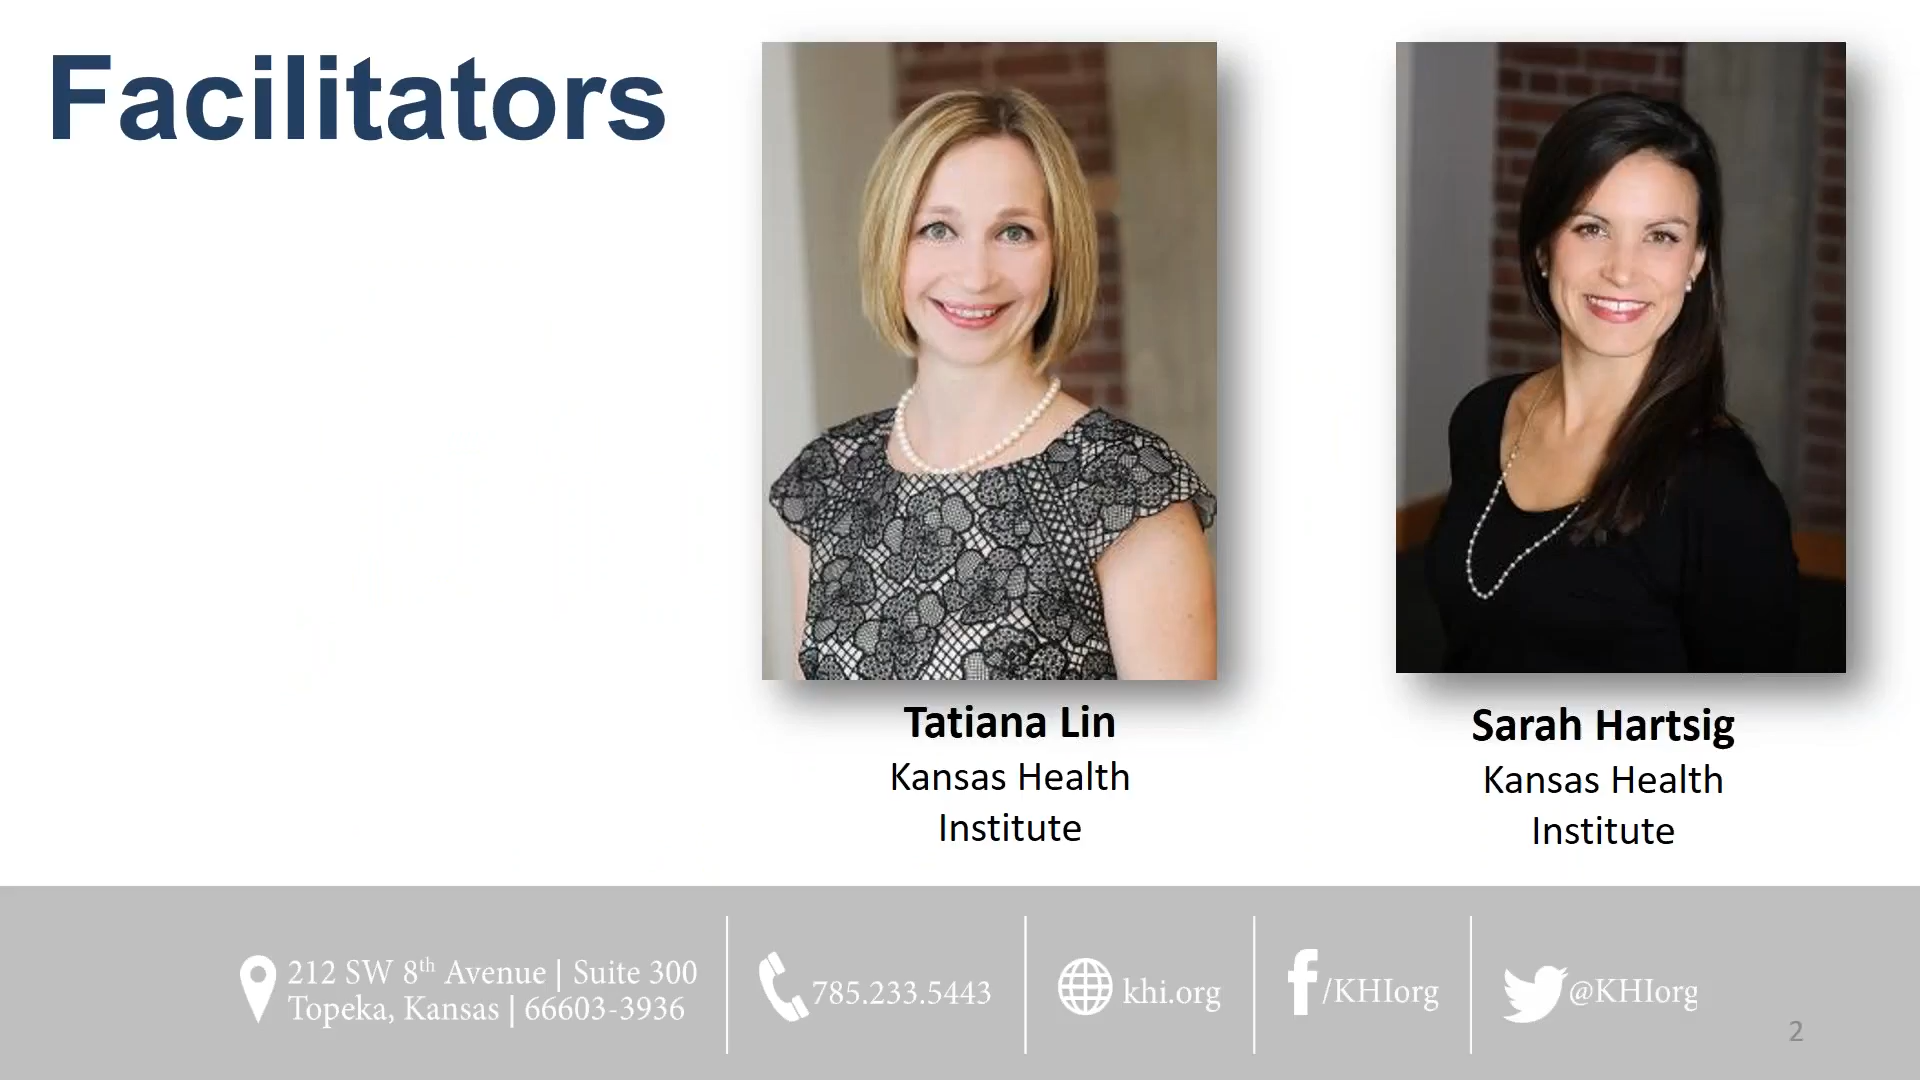 Facilitators
Tatiana Lin
Kansas Health
Institute
Sarah Hartsig
Kansas Health
Institute
212 SW 8th Avenue | Suite 300
Topeka, Kansas | 66603-3936
785.233.5443
khi.org
/KHIorg
@KHIorg
2